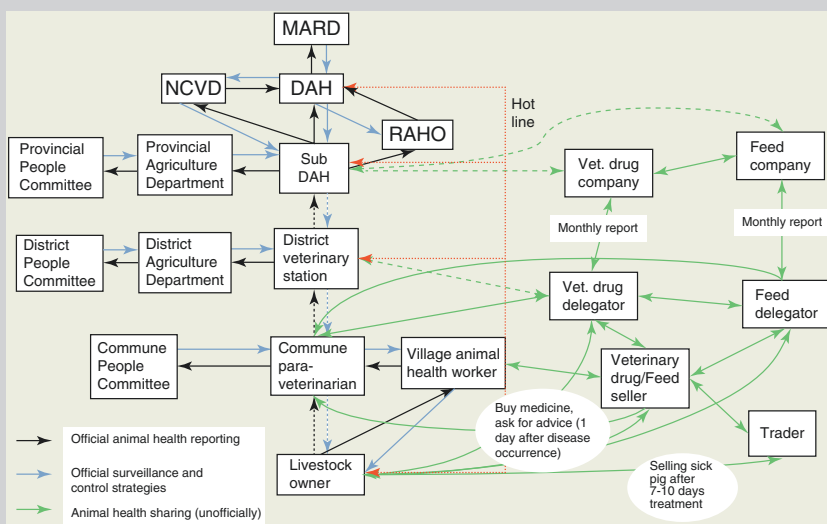 MARD
NCVD
DAH
Hot
line
RAHO
Provincial
People
Committee
Provincial
Agriculture
Department
Sub
DAH
Vet. drug
company
Feed
company
Monthly report
Monthly report
District
People
Committee
District
Agriculture
Department
District
veterinary
station
Vet. drug
delegator
Feed
delegator
Commune
People
Committee
Commune
para-
veterinarian
Village animal
health worker
Veterinary
drug/Feed
seller
Buy medicine,
ask for advice (1
day after disease
occurrence)
Trader
Livestock
owner
Selling sick
pig after
7-10 days
treatment
Official animal health reporting
Official surveillance and
control strategies
Animal health sharing (unofficially)